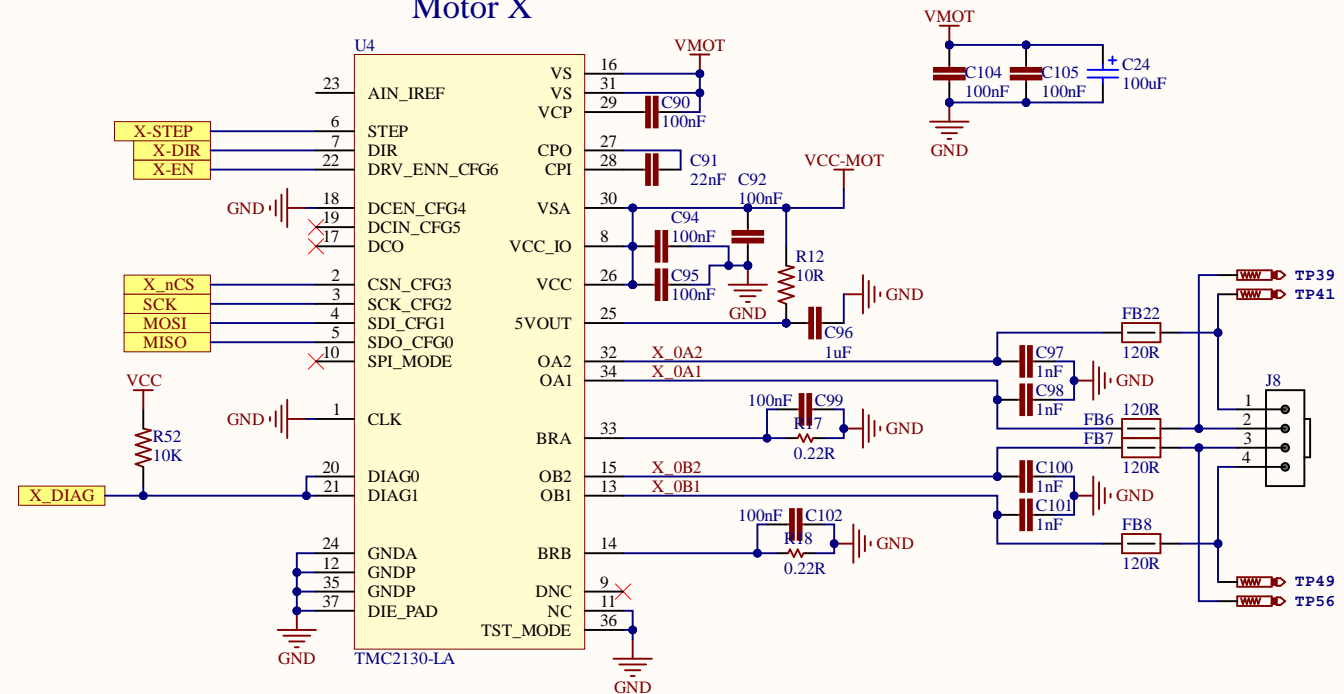 Motor X
U4
VMOT
VMOT
23
AIN_IREF
VS
16
VS
31
VCP
29
C90
100nF
C104
100nF
C105
100nF
+
C24
100uF
GND
X-STEP
6
STEP
X-DIR
7
DIR
X-EN
22
DRV_ENN_CFG6
CPO
27
CPI
28
C91
22nF
VCC-MOT
C92
100nF
GND
18
DCEN_CFG4
19
DCIN_CFG5
17
DCO
VSA
30
C94
100nF
VCC_IO
8
VCC
26
C95
100nF
GND
R12
10R
X_nCS
2
CSN_CFG3
SCK
3
SCK_CFG2
MOSI
4
SDI_CFG1
MISO
5
SDO_CFG0
10
SPI_MODE
5VOUT
25
C96
1uF
GND
TP39
TP41
OA2
32
X_0A2
OA1
34
X_0A1
C97
1nF
C98
1nF
GND
FB22
120R
J8
1
2
3
4
VCC
R52
10K
GND
1
CLK
BRA
33
100nF
C99
R17
0.22R
GND
120R
FB6
FB7
120R
X_DIAG
20
DIAG0
21
DIAG1
OB2
15
X_0B2
OB1
13
X_0B1
C100
1nF
C101
1nF
GND
FB8
120R
24
GNDA
12
GNDP
35
GNDP
37
DIE_PAD
GND
BRB
14
100nF
C102
R18
0.22R
GND
DNC
9
NC
11
TST_MODE
36
GND
TP49
TP56
TMC2130-LA